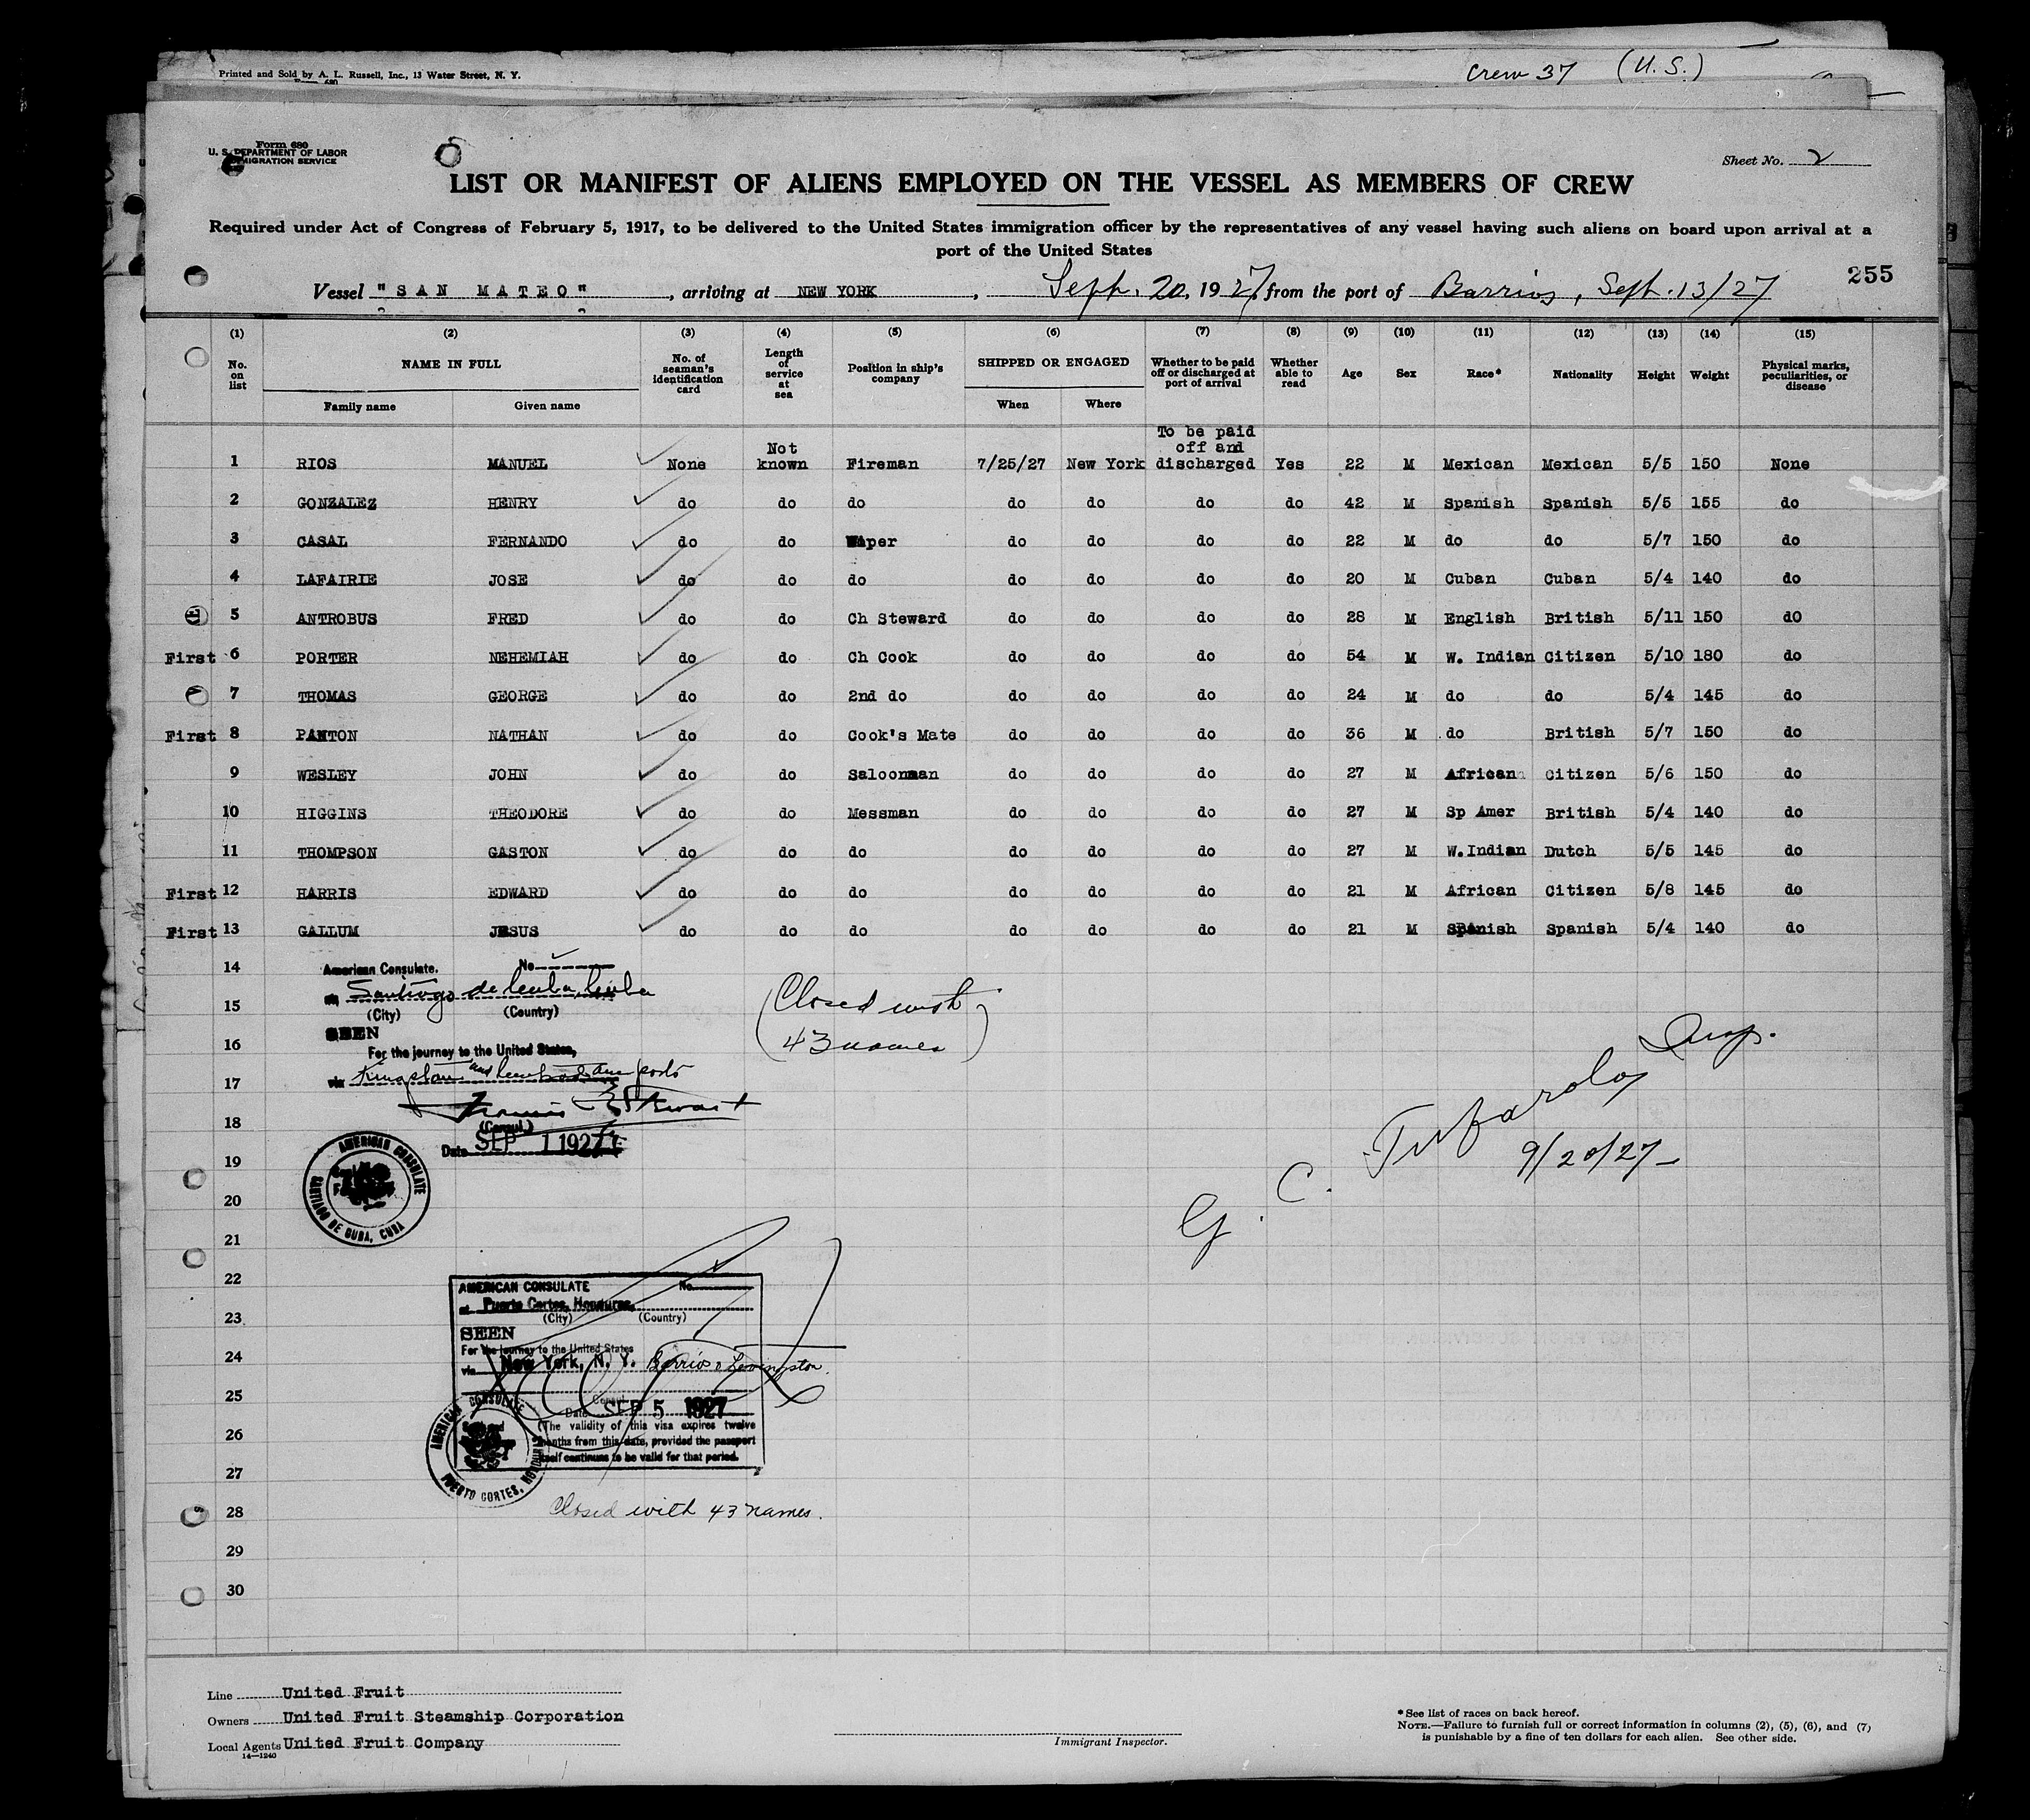 Printed and Sold by A. L. Russell, Inc., 13 Water Street, N. Y.
Crew 37 (U. S.)
Form 680
U. S. DEPARTMENT OF LABOR
IMMIGRATION SERVICE
Sheet No. 2
LIST OR MANIFEST OF ALIENS EMPLOYED ON THE VESSEL AS MEMBERS OF CREW
Required under Act of Congress of February 5, 1917, to be delivered to the United States immigration officer by the representatives of any vessel having such aliens on board upon arrival at a
port of the United States
255
Vessel "SAN MATEO", arriving at NEW YORK, Sept. 20, 1927, from the port of Barrios, Sept. 13/27
(1) (2) (3) (4) (5) (6) (7) (8) (9) (10) (11) (12) (13) (14) (15)
No. on list NAME IN FULL No. of seaman's identification card Length of service at sea Position in ship's company SHIPPED OR ENGAGED Whether to be paid off or discharged at port of arrival Whether able to read Age Sex Race* Nationality Height Weight Physical marks, peculiarities, or disease
Family name Given name When Where
1 RIOS MANUEL None Not known Fireman 7/25/27 New York To be paid off and discharged Yes 22 M Mexican Mexican 5/5 150 None
2 GONZALEZ HENRY do do do do do do do 42 M Spanish Spanish 5/5 155 do
3 CASAL FERNANDO do do Wiper do do do do 22 M do do 5/7 150 do
4 LAFAIRIE JOSE do do do do do do do 20 M Cuban Cuban 5/4 140 do
5 ANTROBUS FRED do do Ch Steward do do do do 28 M English British 5/11 150 dO
First 6 PORTER NEHEMIAH do do Ch Cook do do do do 54 M W. Indian Citizen 5/10 180 do
7 THOMAS GEORGE do do 2nd do do do do do 24 M do do 5/4 145 do
First 8 PANTON NATHAN do do Cook's Mate do do do do 36 M do British 5/7 150 do
9 WESLEY JOHN do do Saloonman do do do do 27 M African Citizen 5/6 150 do
10 HIGGINS THEODORE do do Messman do do do do 27 M Sp Amer British 5/4 140 do
11 THOMPSON GASTON do do do do do do do 27 M W.Indian Dutch 5/5 145 do
First 12 HARRIS EDWARD do do do do do do do 21 M African Citizen 5/8 145 do
First 13 GALLUM JESUS do do do do do do do 21 M Spanish Spanish 5/4 140 do
14
15
16
17
18
19
20
21
22
23
24
25
26
27
28
29
30
American Consulate. No
Santiago de Cuba, Cuba
(City) (Country)
SEEN
For the journey to the United States,
via Kingston and
(Consul.)
Date SEP 1 1927
AMERICAN CONSULATE
SANTIAGO DE CUBA, CUBA
(Closed with
43 names)
G. C. Insp.
9/20/27
AMERICAN CONSULATE No.
at Puerto Cortes, Honduras,
(City) (Country)
SEEN
For the journey to the United States
via New York, N. Y. Barrios & Livingston
Consul
Date SEP 5 1927
(The validity of this visa expires twelve
months from this date, provided the passport
itself continues to be valid for that period.
AMERICAN CONSULATE
PUERTO CORTES, HONDURAS
Closed with 43 names.
Line United Fruit
Owners United Fruit Steamship Corporation
Local Agents United Fruit Company
14—1240
Immigrant Inspector.
*See list of races on back hereof.
NOTE.—Failure to furnish full or correct information in columns (2), (5), (6), and (7)
is punishable by a fine of ten dollars for each alien. See other side.